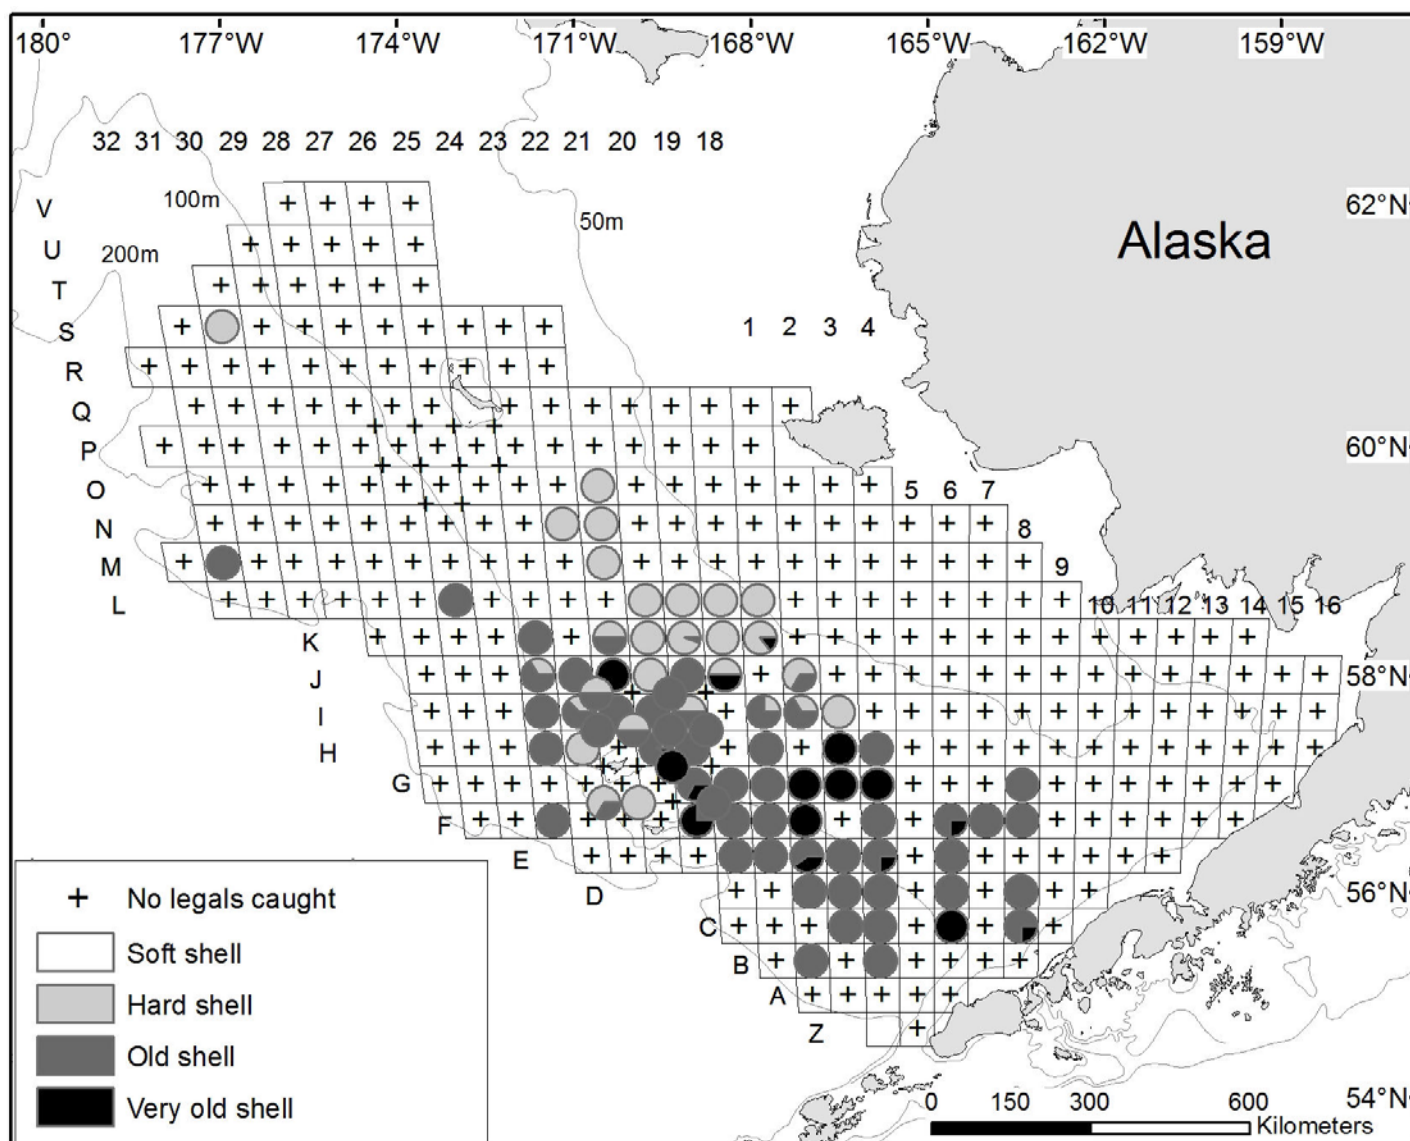 180° 177°W 174°W 171°W 168°W 165°W 162°W 159°W
32 31 30 29 28 27 26 25 24 23 22 21 20 19 18
V
100m
62°N
50m
U
200m
Alaska
T
S
1 2 3 4
R
Q
P
60°N
O
5 6 7
N
8
M
9
L
10 11 12 13 14 15 16
K
J
58°N
I
H
G
F
E
D
56°N
C
B
A
Z
No legals caught
Soft shell
Hard shell
Old shell
Very old shell
54°N
0 150 300 600
Kilometers